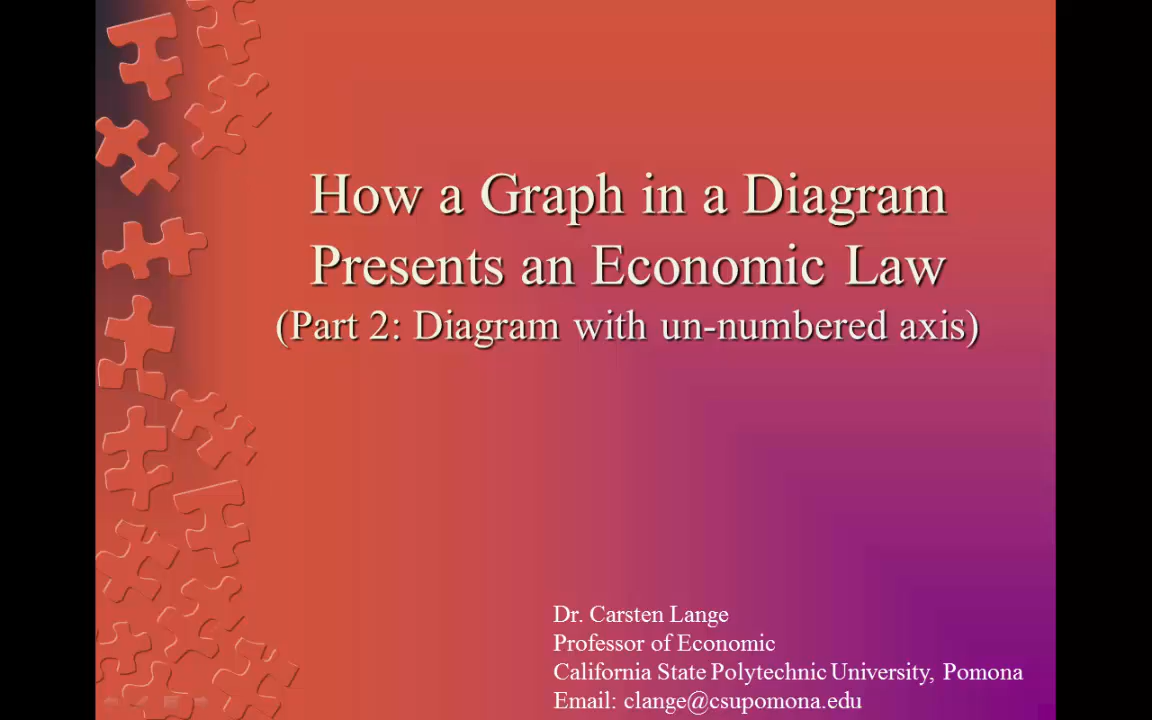 How a Graph in a Diagram
Presents an Economic Law
(Part 2: Diagram with un-numbered axis)
Dr. Carsten Lange
Professor of Economic
California State Polytechnic University, Pomona
Email: clange@csupomona.edu